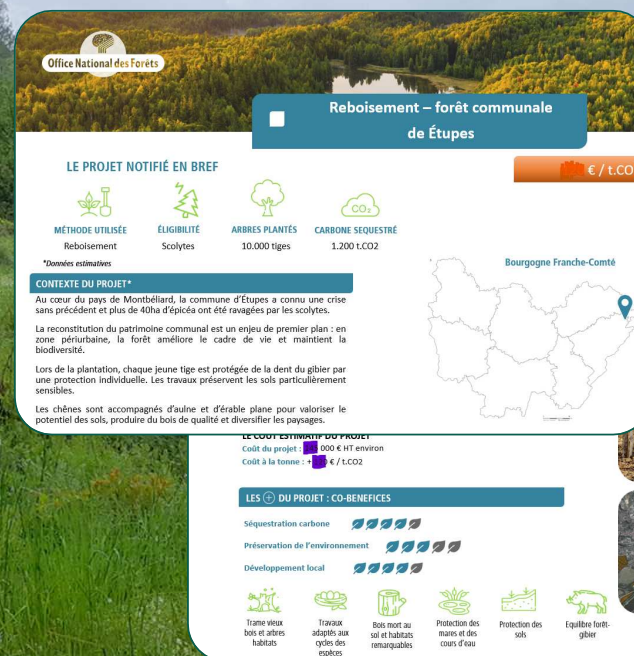 Office National des Forêts
Reboisement – forêt communale
de Étupes
LE PROJET NOTIFIÉ EN BREF
€ / t.CO
MÉTHODE UTILISÉE
Reboisement
ÉLIGIBILITÉ
Scolytes
ARBRES PLANTÉS
10.000 tiges
CO₂
CARBONE SEQUESTRÉ
1.200 t.CO2
*Données estimatives
Bourgogne Franche-Comté
CONTEXTE DU PROJET*
Au cœur du pays de Montbéliard, la commune d'Étupes a connu une crise
sans précédent et plus de 40ha d'épicéa ont été ravagées par les scolytes.
La reconstitution du patrimoine communal est un enjeu de premier plan : en
zone périurbaine, la forêt améliore le cadre de vie et maintient la
biodiversité.
Lors de la plantation, chaque jeune tige est protégée de la dent du gibier par
une protection individuelle. Les travaux préservent les sols particulièrement
sensibles.
Les chênes sont accompagnés d'aulne et d'érable plane pour valoriser le
potentiel des sols, produire du bois de qualité et diversifier les paysages.
LE COÛT ESTIMATIF DU PROJET
Coût du projet : 000 € HT environ
Coût à la tonne : + € / t.CO2
LES + DU PROJET : CO-BENEFICES
Séquestration carbone
Préservation de l'environnement
Développement local
Trame vieux
bois et arbres
habitats
Travaux
adaptés aux
cycles des
espèces
Bois mort au
sol et habitats
remarquables
Protection des
mares et des
cours d'eau
Protection des
sols
Equilibre forêt-
gibier